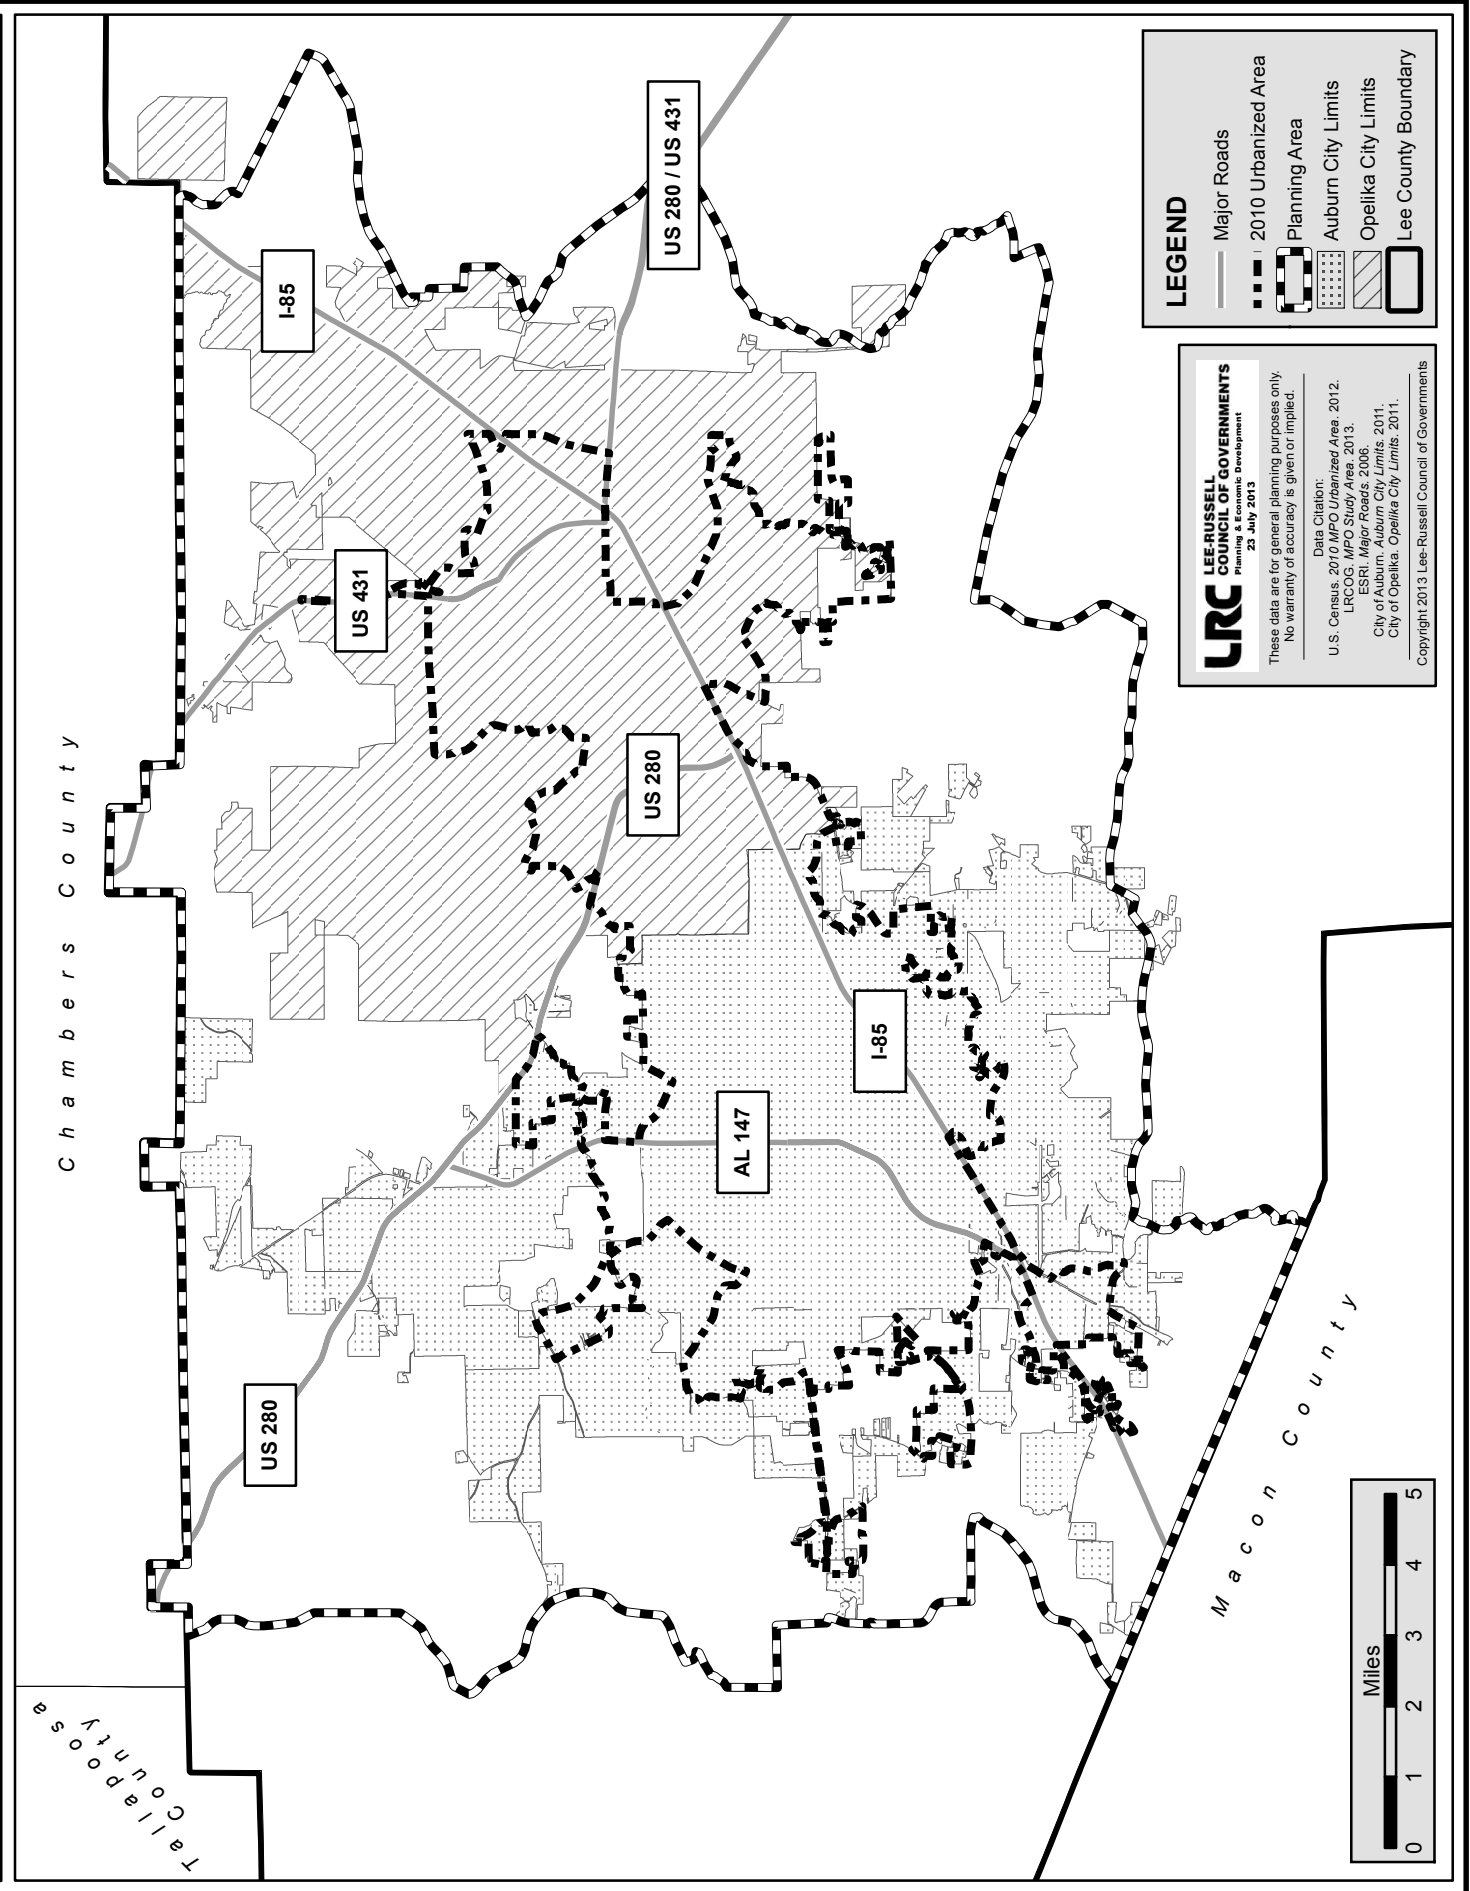 Tallapoosa
County
Chambers County
Macon County
US 280
US 431
I-85
US 280 / US 431
US 280
AL 147
I-85
Miles
0 1 2 3 4 5
LRC LEE-RUSSELL
COUNCIL OF GOVERNMENTS
Planning & Economic Development
23 July 2013
These data are for general planning purposes only.
No warranty of accuracy is given or implied.
Data Citation:
U.S. Census. 2010 MPO Urbanized Area. 2012.
LRCOG. MPO Study Area. 2013.
ESRI. Major Roads. 2006.
City of Auburn. Auburn City Limits. 2011.
City of Opelika. Opelika City Limits. 2011.
Copyright 2013 Lee-Russell Council of Governments
LEGEND
Major Roads
2010 Urbanized Area
Planning Area
Auburn City Limits
Opelika City Limits
Lee County Boundary